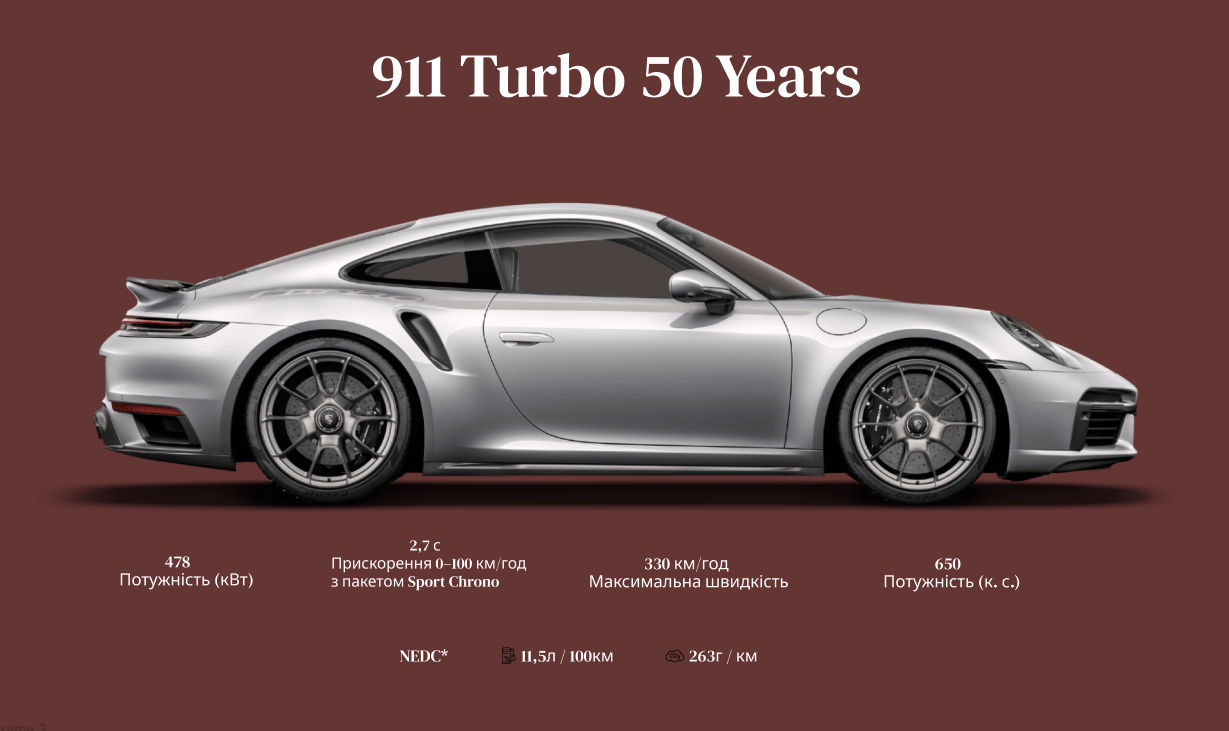 911 Turbo 50 Years
478
Потужність (кВт)
2,7 с
Прискорення 0–100 км/год
з пакетом Sport Chrono
330 км/год
Максимальна швидкість
650
Потужність (к. с.)
NEDC*
11,5л / 100км
263г / км